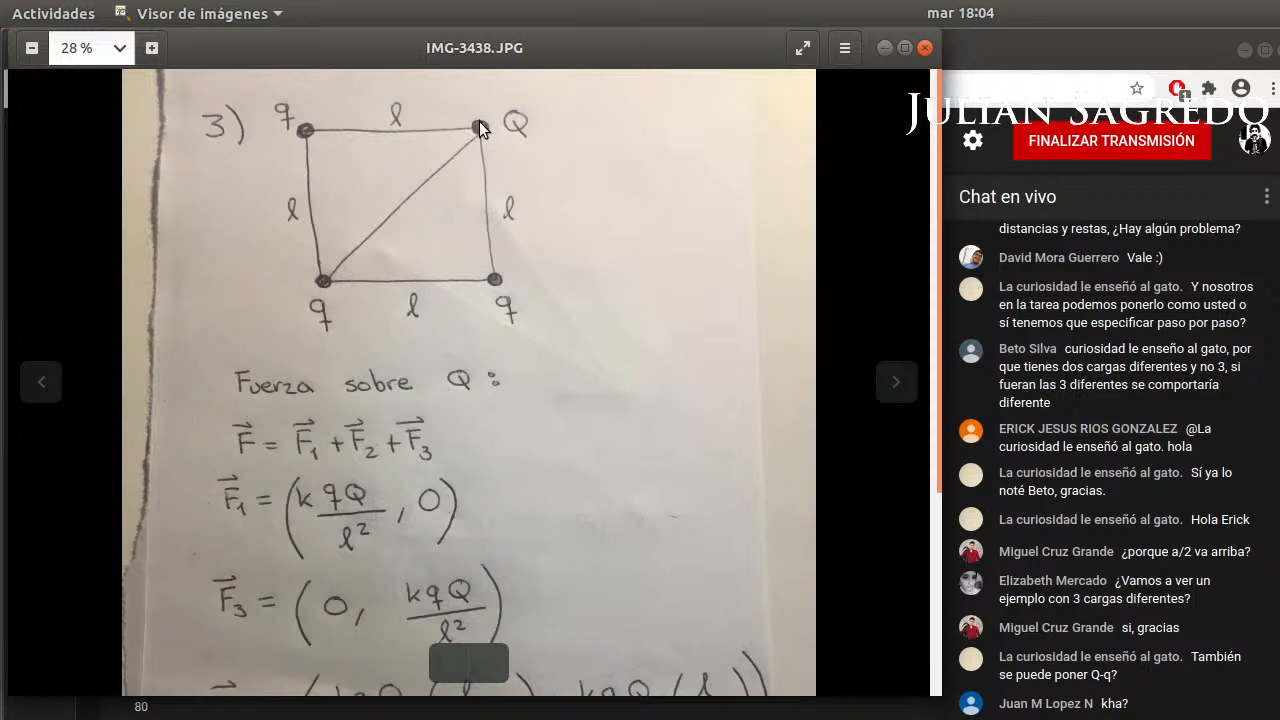 Actividades
Visor de imágenes
mar 18:04
28 %
IMG-3438.JPG
JULIAN SAGREDO
FINALIZAR TRANSMISIÓN
Chat en vivo
distancias y restas, ¿Hay algún problema?
David Mora Guerrero Vale :)
La curiosidad le enseñó al gato. Y nosotros
en la tarea podemos ponerlo como usted o
sí tenemos que especificar paso por paso?
Beto Silva curiosidad le enseño al gato, por
que tienes dos cargas diferentes y no 3, si
fueran las 3 diferentes se comportaría
diferente
ERICK JESUS RIOS GONZALEZ @La
curiosidad le enseñó al gato. hola
La curiosidad le enseñó al gato. Sí ya lo
noté Beto, gracias.
La curiosidad le enseñó al gato. Hola Erick
Miguel Cruz Grande ¿porque a/2 va arriba?
Elizabeth Mercado ¿Vamos a ver un
ejemplo con 3 cargas diferentes?
Miguel Cruz Grande si, gracias
La curiosidad le enseñó al gato. También
se puede poner Q-q?
Juan M Lopez N kha?
3)
q l Q
l l
q l q
Fuerza sobre Q :
F⃗ = F⃗₁ + F⃗₂ + F⃗₃
F⃗₁ = (k qQ/l², 0)
F⃗₃ = (0, kqQ/l²)
80